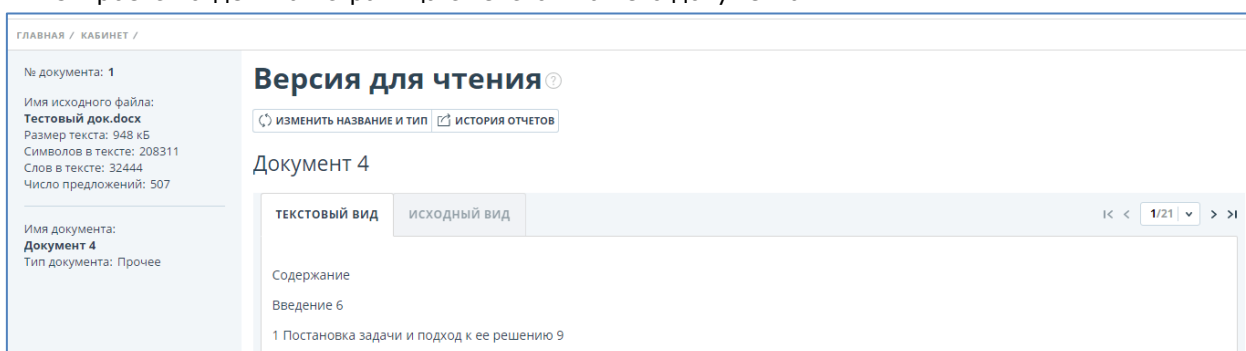 ГЛАВНАЯ / КАБИНЕТ /
№ документа: 1
Имя исходного файла:
Тестовый док.docx
Размер текста: 948 кБ
Символов в тексте: 208311
Слов в тексте: 32444
Число предложений: 507
Имя документа:
Документ 4
Тип документа: Прочее
Версия для чтения ?
ИЗМЕНИТЬ НАЗВАНИЕ И ТИП ИСТОРИЯ ОТЧЕТОВ
Документ 4
ТЕКСТОВЫЙ ВИД ИСХОДНЫЙ ВИД 1/21
Содержание
Введение 6
1 Постановка задачи и подход к ее решению 9